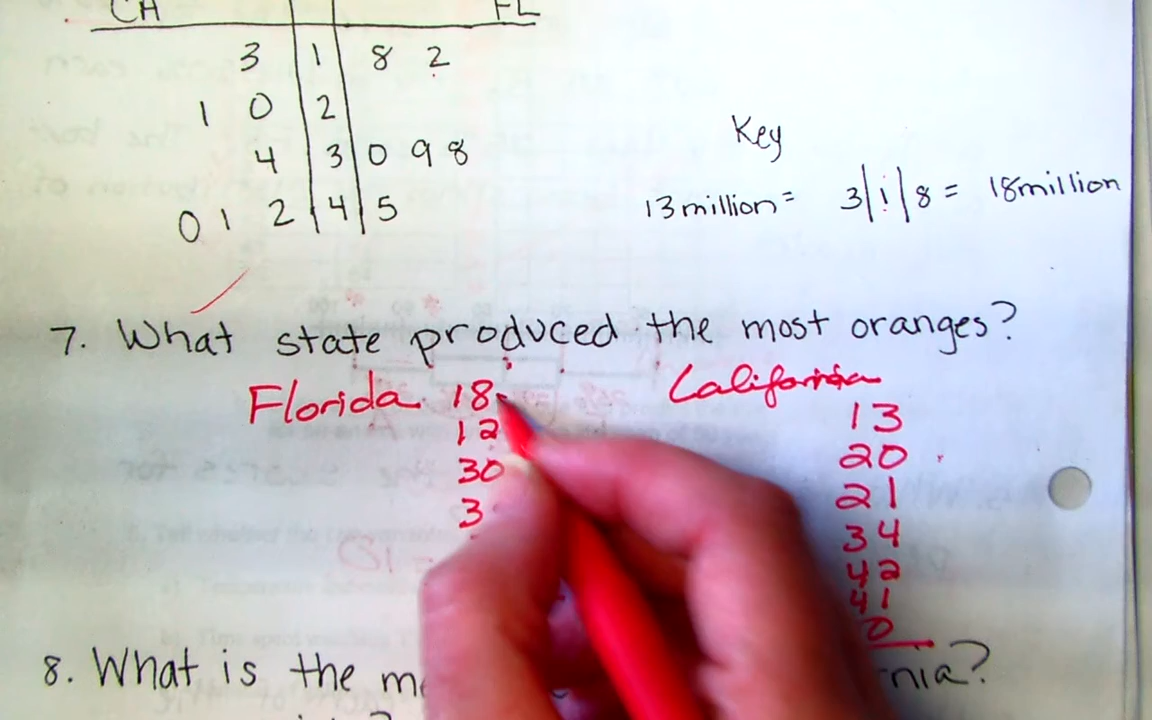 CA FL
3 1 8 2
1 0 2
4 3 0 9 8
0 1 2 4 5
Key
13 million = 3|1|8 = 18 million
7. What state produced the most oranges?
Florida 18
12
30
3
California
13
20
21
34
42
41
0
8. What is the